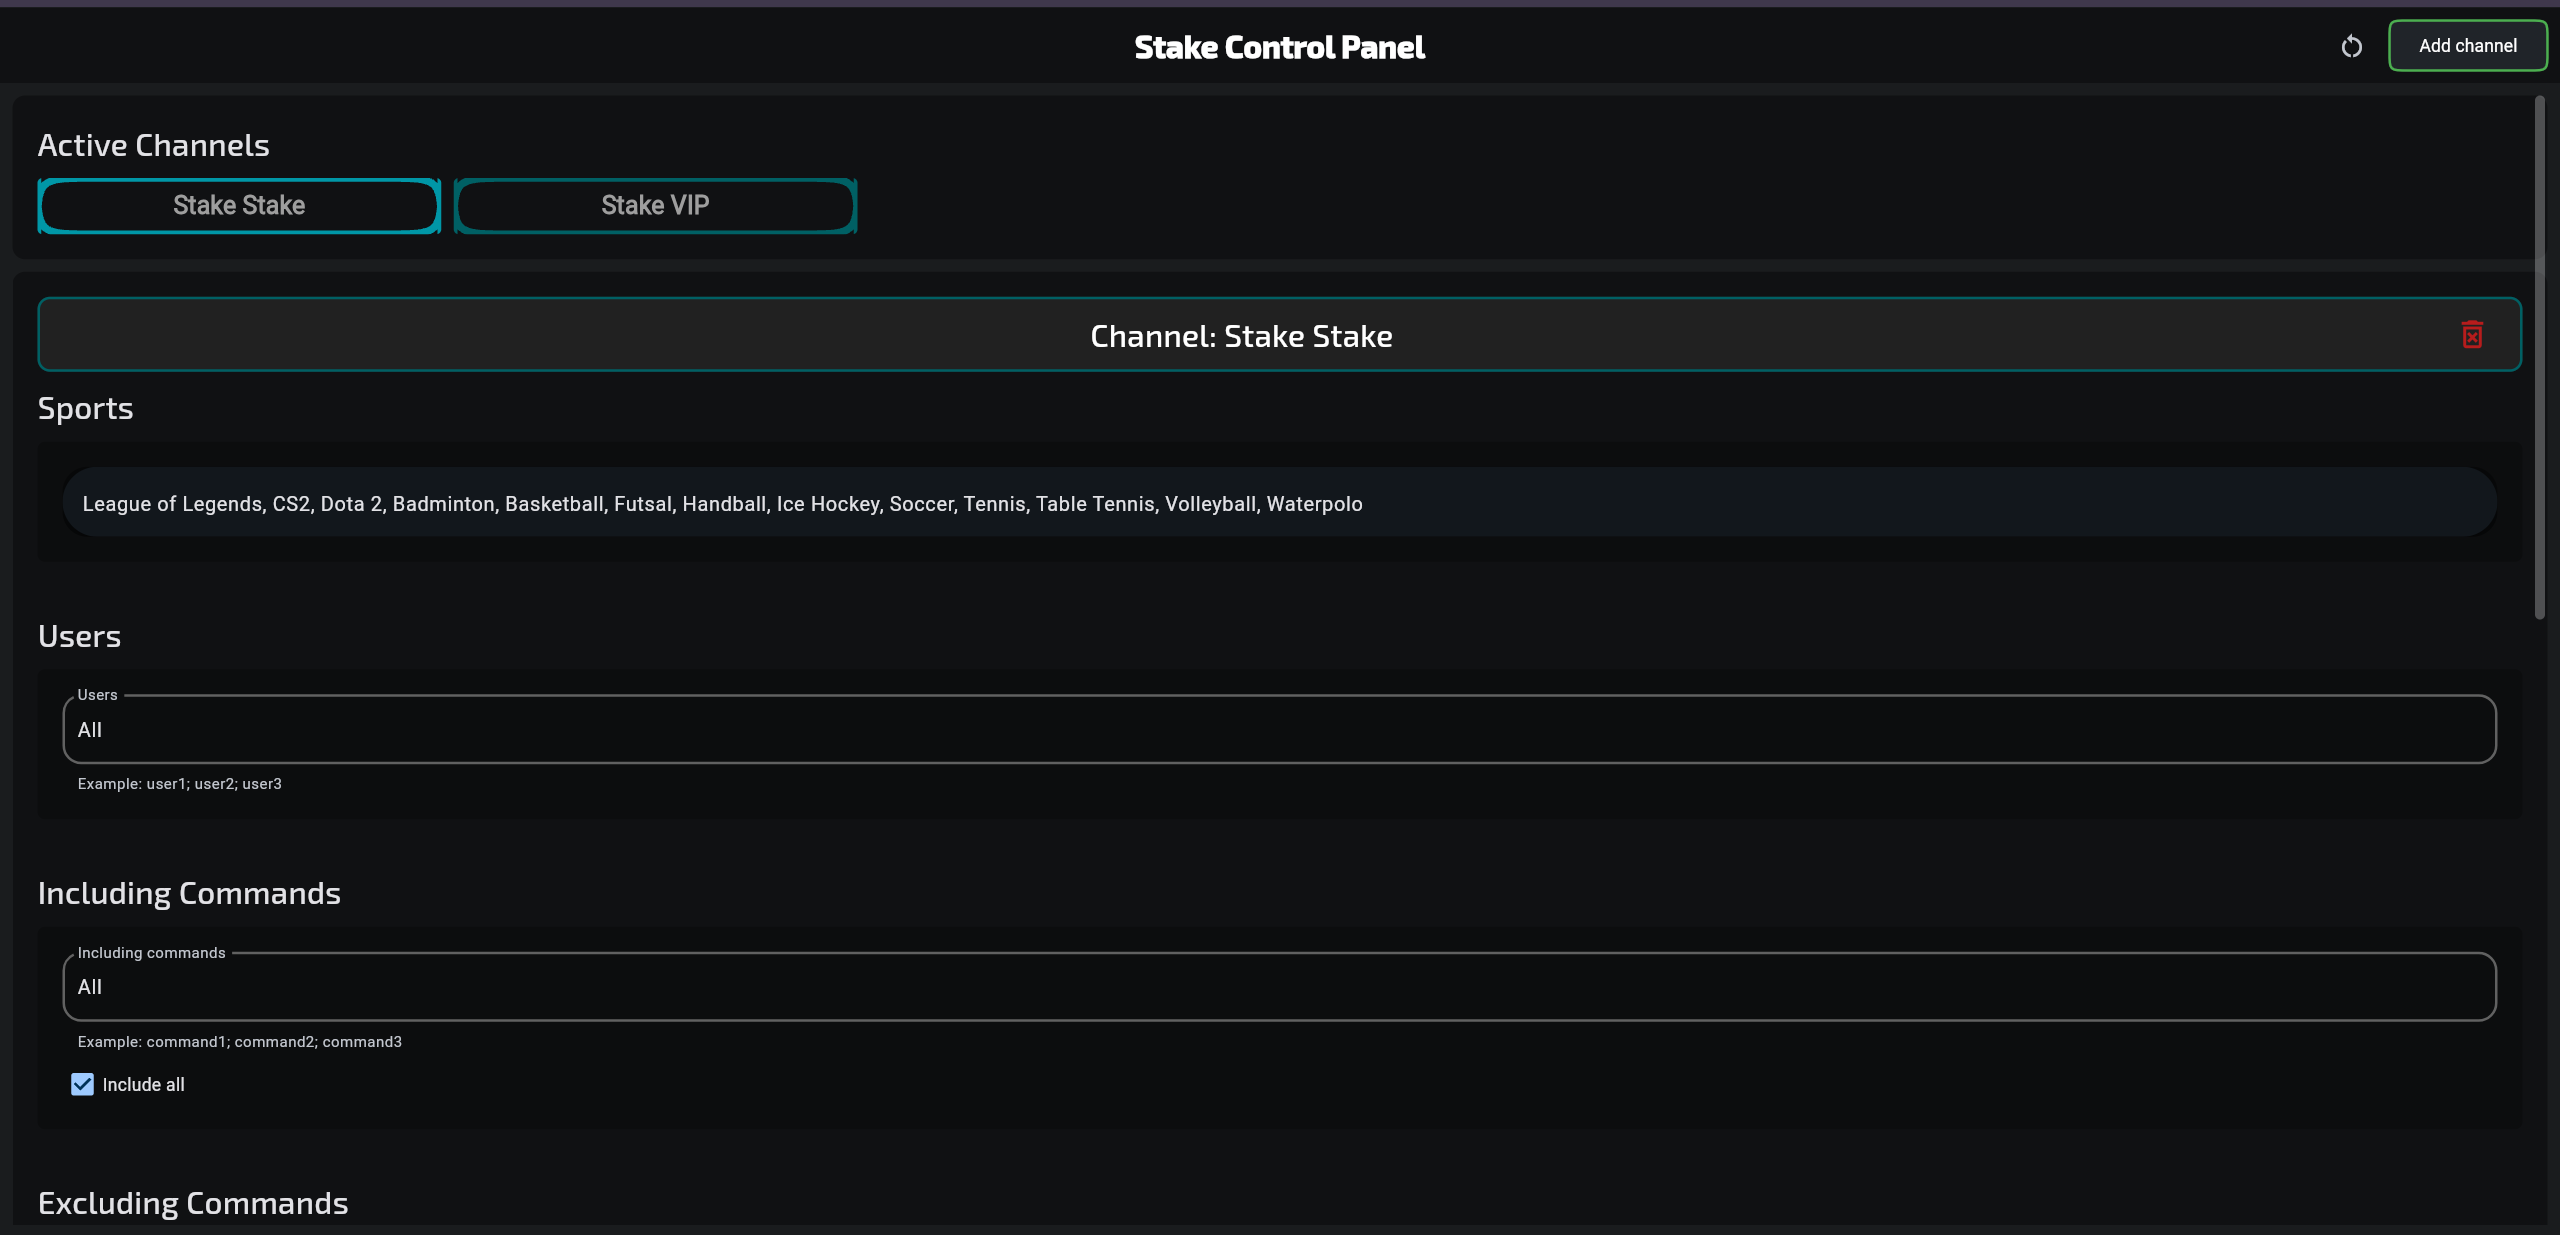 Stake Control Panel
Add channel
Active Channels
Stake Stake
Stake VIP
Channel: Stake Stake
Sports
League of Legends, CS2, Dota 2, Badminton, Basketball, Futsal, Handball, Ice Hockey, Soccer, Tennis, Table Tennis, Volleyball, Waterpolo
Users
Users
All
Example: user1; user2; user3
Including Commands
Including commands
All
Example: command1; command2; command3
Include all
Excluding Commands